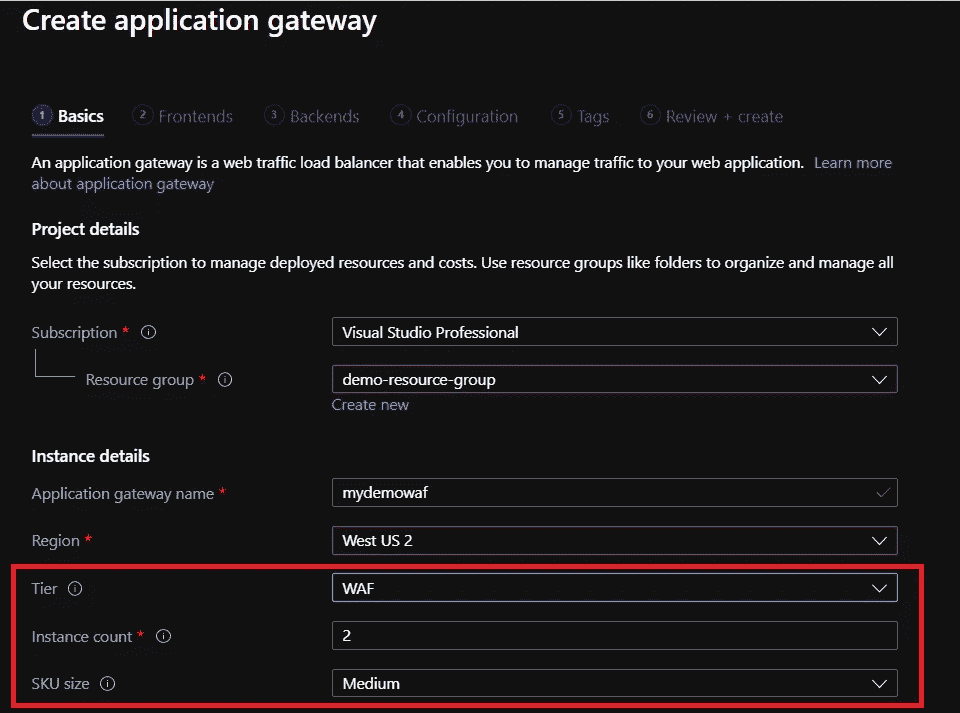 Create application gateway
1 Basics 2 Frontends 3 Backends 4 Configuration 5 Tags 6 Review + create
An application gateway is a web traffic load balancer that enables you to manage traffic to your web application. Learn more
about application gateway
Project details
Select the subscription to manage deployed resources and costs. Use resource groups like folders to organize and manage all
your resources.
Subscription * Visual Studio Professional
Resource group * demo-resource-group
Create new
Instance details
Application gateway name * mydemowaf
Region * West US 2
Tier WAF
Instance count * 2
SKU size Medium